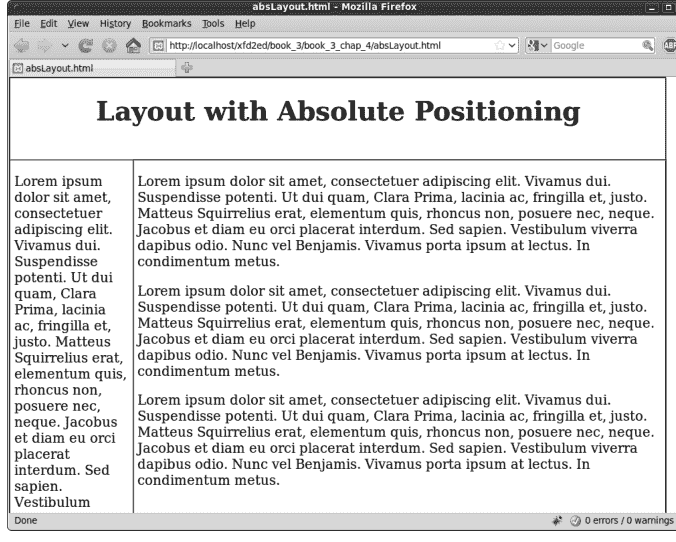 absLayout.html - Mozilla Firefox
File Edit View History Bookmarks Tools Help
http://localhost/xfd2ed/book_3/book_3_chap_4/absLayout.html
Google
ABP
absLayout.html
Layout with Absolute Positioning
Lorem ipsum
dolor sit amet,
consectetuer
adipiscing elit.
Vivamus dui.
Suspendisse
potenti. Ut dui
quam, Clara
Prima, lacinia
ac, fringilla et,
justo. Matteus
Squirrelius erat,
elementum quis,
rhoncus non,
posuere nec,
neque. Jacobus
et diam eu orci
placerat
interdum. Sed
sapien.
Vestibulum
Lorem ipsum dolor sit amet, consectetuer adipiscing elit. Vivamus dui.
Suspendisse potenti. Ut dui quam, Clara Prima, lacinia ac, fringilla et, justo.
Matteus Squirrelius erat, elementum quis, rhoncus non, posuere nec, neque.
Jacobus et diam eu orci placerat interdum. Sed sapien. Vestibulum viverra
dapibus odio. Nunc vel Benjamis. Vivamus porta ipsum at lectus. In
condimentum metus.
Lorem ipsum dolor sit amet, consectetuer adipiscing elit. Vivamus dui.
Suspendisse potenti. Ut dui quam, Clara Prima, lacinia ac, fringilla et, justo.
Matteus Squirrelius erat, elementum quis, rhoncus non, posuere nec, neque.
Jacobus et diam eu orci placerat interdum. Sed sapien. Vestibulum viverra
dapibus odio. Nunc vel Benjamis. Vivamus porta ipsum at lectus. In
condimentum metus.
Lorem ipsum dolor sit amet, consectetuer adipiscing elit. Vivamus dui.
Suspendisse potenti. Ut dui quam, Clara Prima, lacinia ac, fringilla et, justo.
Matteus Squirrelius erat, elementum quis, rhoncus non, posuere nec, neque.
Jacobus et diam eu orci placerat interdum. Sed sapien. Vestibulum viverra
dapibus odio. Nunc vel Benjamis. Vivamus porta ipsum at lectus. In
condimentum metus.
Done
0 errors / 0 warnings